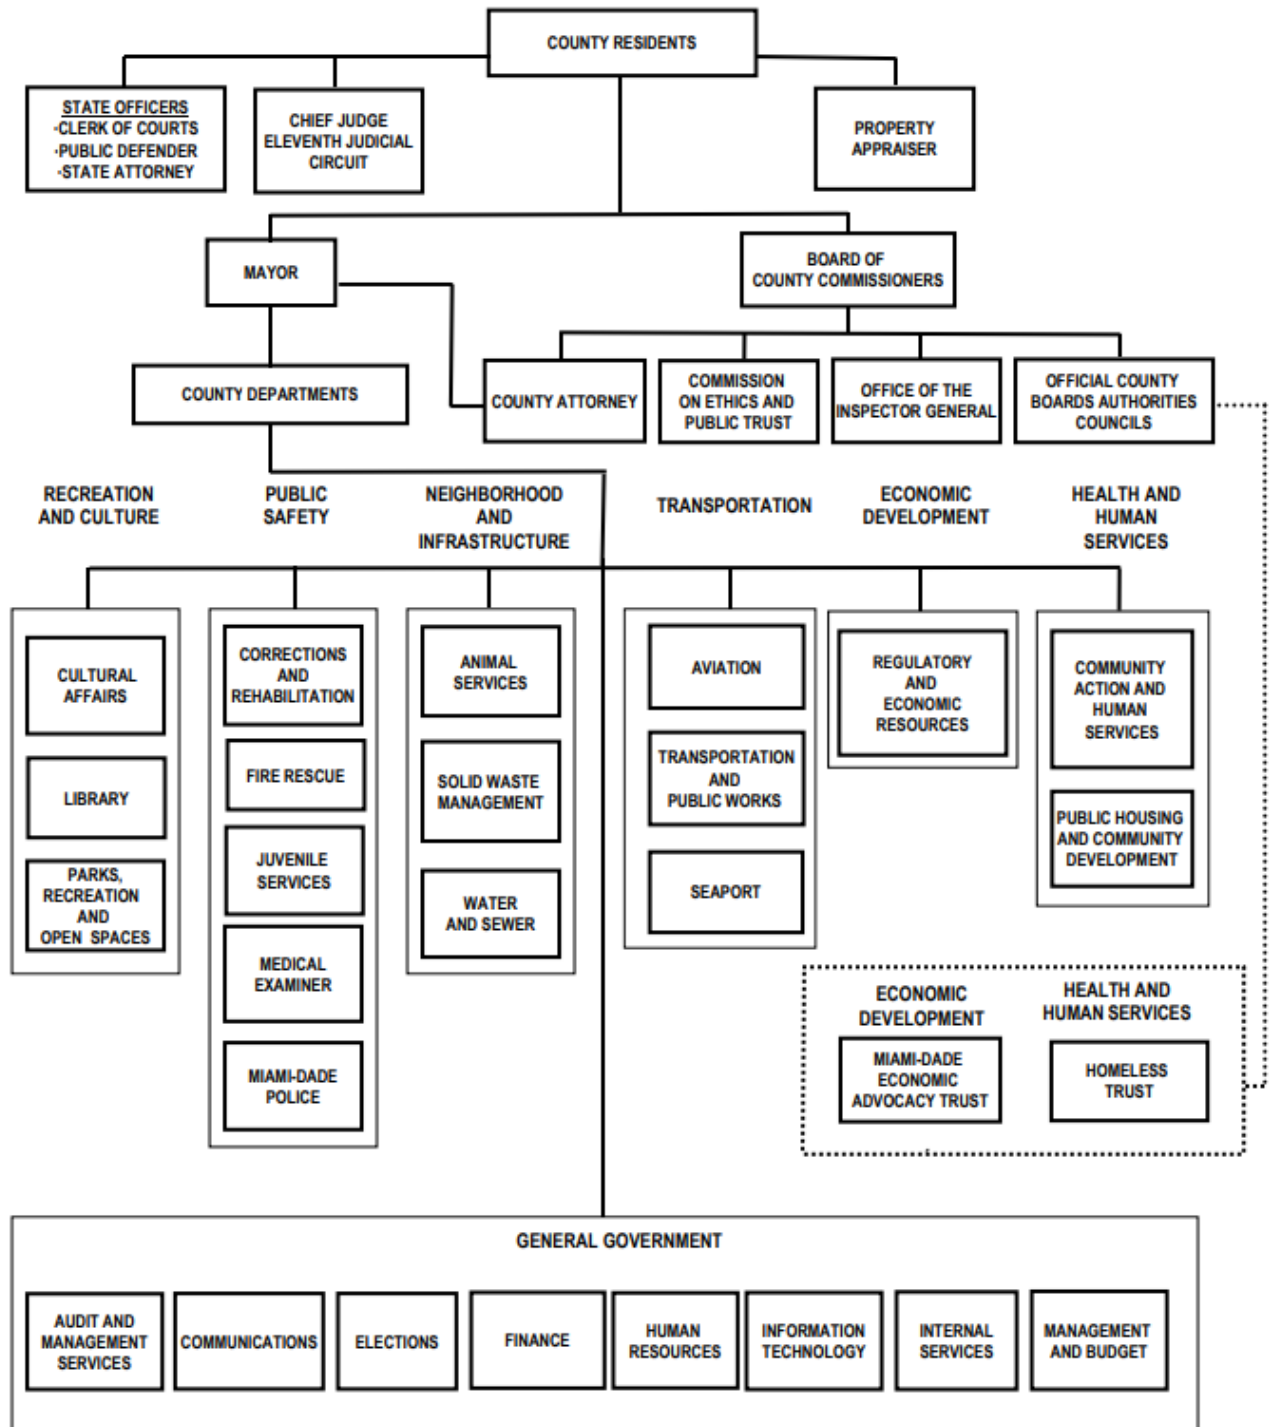 COUNTY RESIDENTS
STATE OFFICERS
·CLERK OF COURTS
·PUBLIC DEFENDER
·STATE ATTORNEY
CHIEF JUDGE
ELEVENTH JUDICIAL
CIRCUIT
PROPERTY
APPRAISER
MAYOR
BOARD OF
COUNTY COMMISSIONERS
COUNTY DEPARTMENTS
COUNTY ATTORNEY
COMMISSION
ON ETHICS AND
PUBLIC TRUST
OFFICE OF THE
INSPECTOR GENERAL
OFFICIAL COUNTY
BOARDS AUTHORITIES
COUNCILS
RECREATION
AND CULTURE
PUBLIC
SAFETY
NEIGHBORHOOD
AND
INFRASTRUCTURE
TRANSPORTATION
ECONOMIC
DEVELOPMENT
HEALTH AND
HUMAN
SERVICES
CULTURAL
AFFAIRS
LIBRARY
PARKS,
RECREATION
AND
OPEN SPACES
CORRECTIONS
AND
REHABILITATION
FIRE RESCUE
JUVENILE
SERVICES
MEDICAL
EXAMINER
MIAMI-DADE
POLICE
ANIMAL
SERVICES
SOLID WASTE
MANAGEMENT
WATER
AND SEWER
AVIATION
TRANSPORTATION
AND
PUBLIC WORKS
SEAPORT
REGULATORY
AND
ECONOMIC
RESOURCES
COMMUNITY
ACTION AND
HUMAN
SERVICES
PUBLIC HOUSING
AND COMMUNITY
DEVELOPMENT
ECONOMIC
DEVELOPMENT
MIAMI-DADE
ECONOMIC
ADVOCACY TRUST
HEALTH AND
HUMAN SERVICES
HOMELESS
TRUST
GENERAL GOVERNMENT
AUDIT AND
MANAGEMENT
SERVICES
COMMUNICATIONS
ELECTIONS
FINANCE
HUMAN
RESOURCES
INFORMATION
TECHNOLOGY
INTERNAL
SERVICES
MANAGEMENT
AND BUDGET